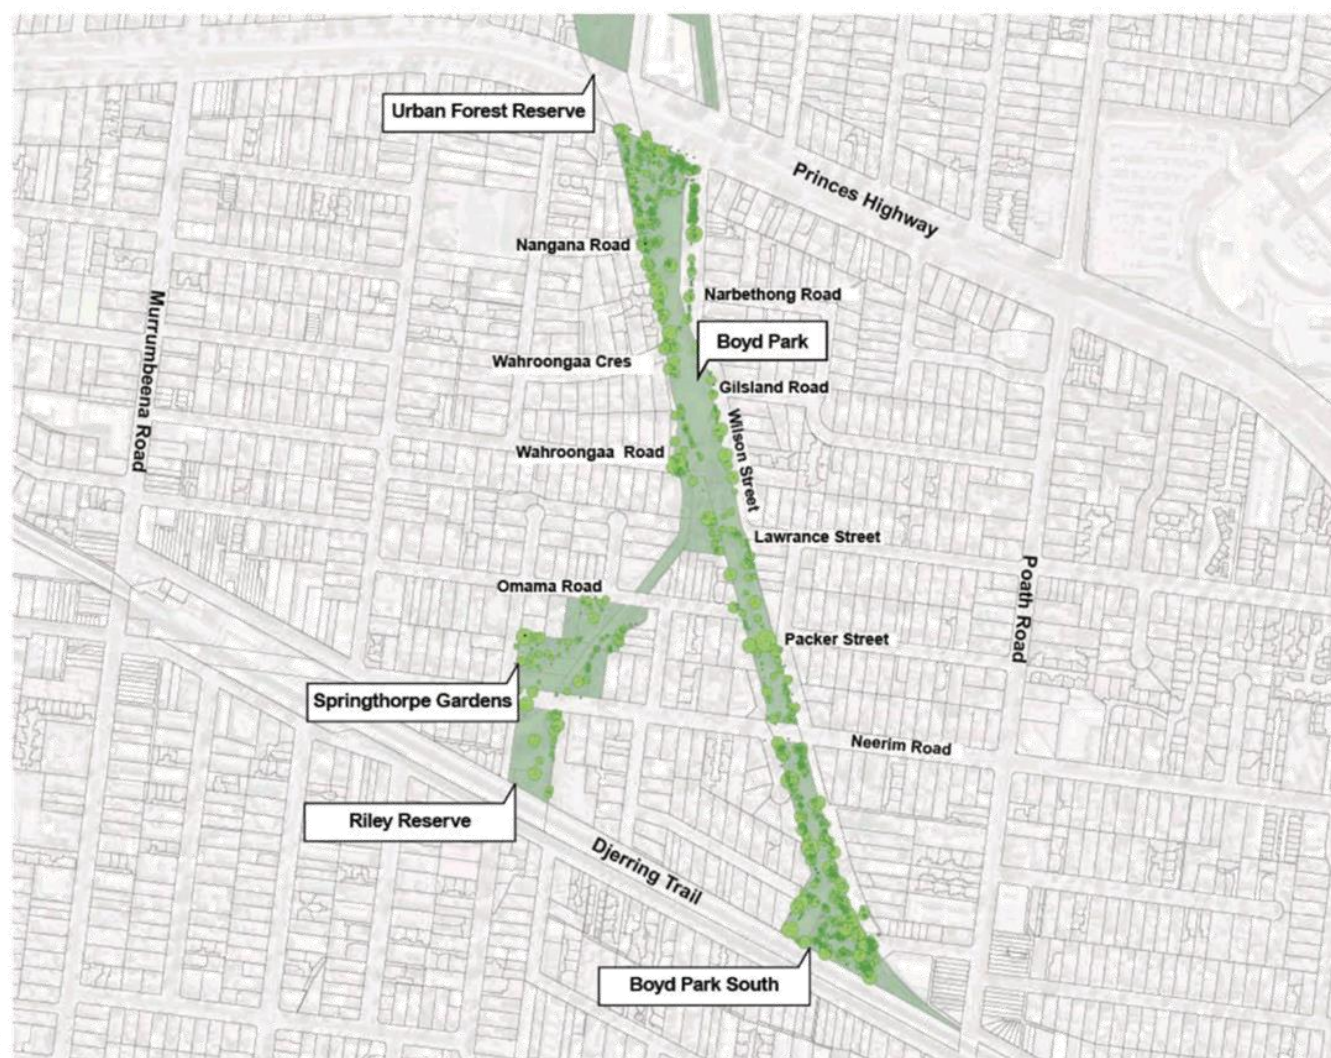 Urban Forest Reserve
Princes Highway
Nangana Road
Narbethong Road
Murrumbeena Road
Boyd Park
Wahroongaa Cres
Gilsland Road
Wilson Street
Wahroongaa Road
Lawrance Street
Poath Road
Omama Road
Packer Street
Springthorpe Gardens
Neerim Road
Riley Reserve
Djerring Trail
Boyd Park South